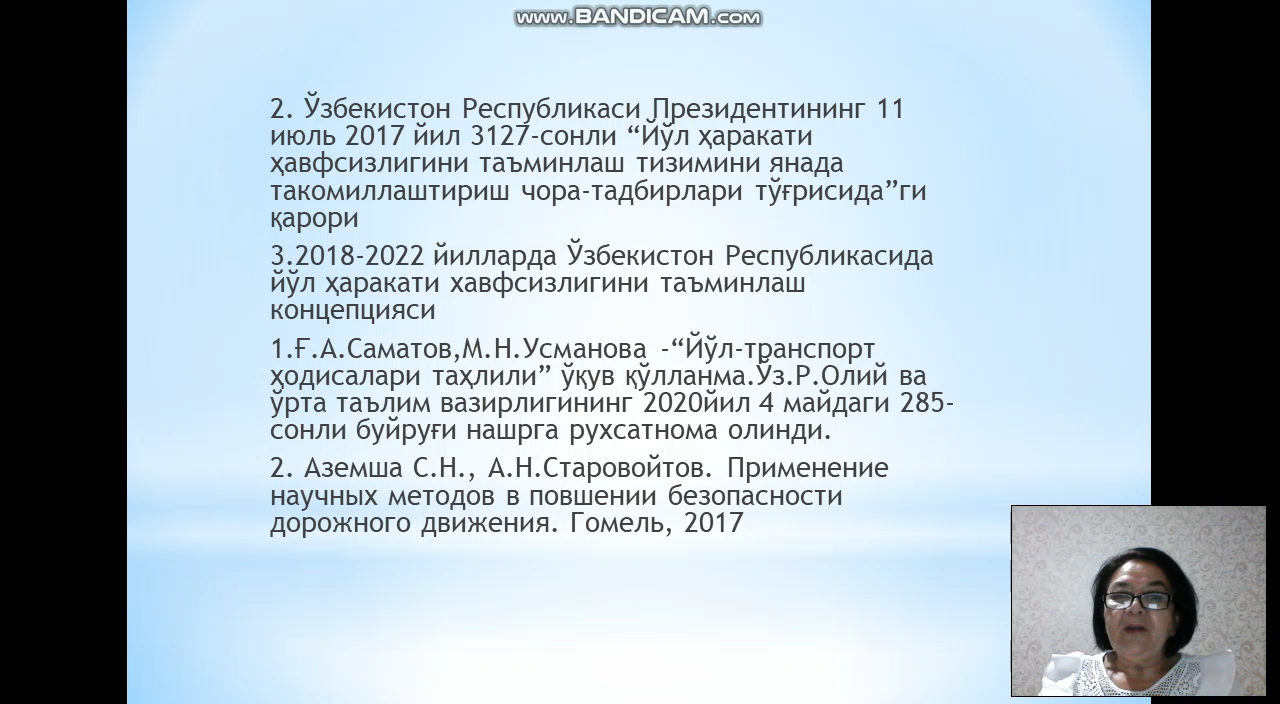 www.BANDICAM.com
2. Ўзбекистон Республикаси Президентининг 11
июль 2017 йил 3127-сонли “Йўл ҳаракати
ҳавфсизлигини таъминлаш тизимини янада
такомиллаштириш чора-тадбирлари тўғрисида”ги
қарори
3.2018-2022 йилларда Ўзбекистон Республикасида
йўл ҳаракати хавфсизлигини таъминлаш
концепцияси
1.Ғ.А.Саматов,М.Н.Усманова -“Йўл-транспорт
ҳодисалари таҳлили” ўқув қўлланма.Ўз.Р.Олий ва
ўрта таълим вазирлигининг 2020йил 4 майдаги 285-
сонли буйруғи нашрга рухсатнома олинди.
2. Аземша С.Н., А.Н.Старовойтов. Применение
научных методов в повшении безопасности
дорожного движения. Гомель, 2017